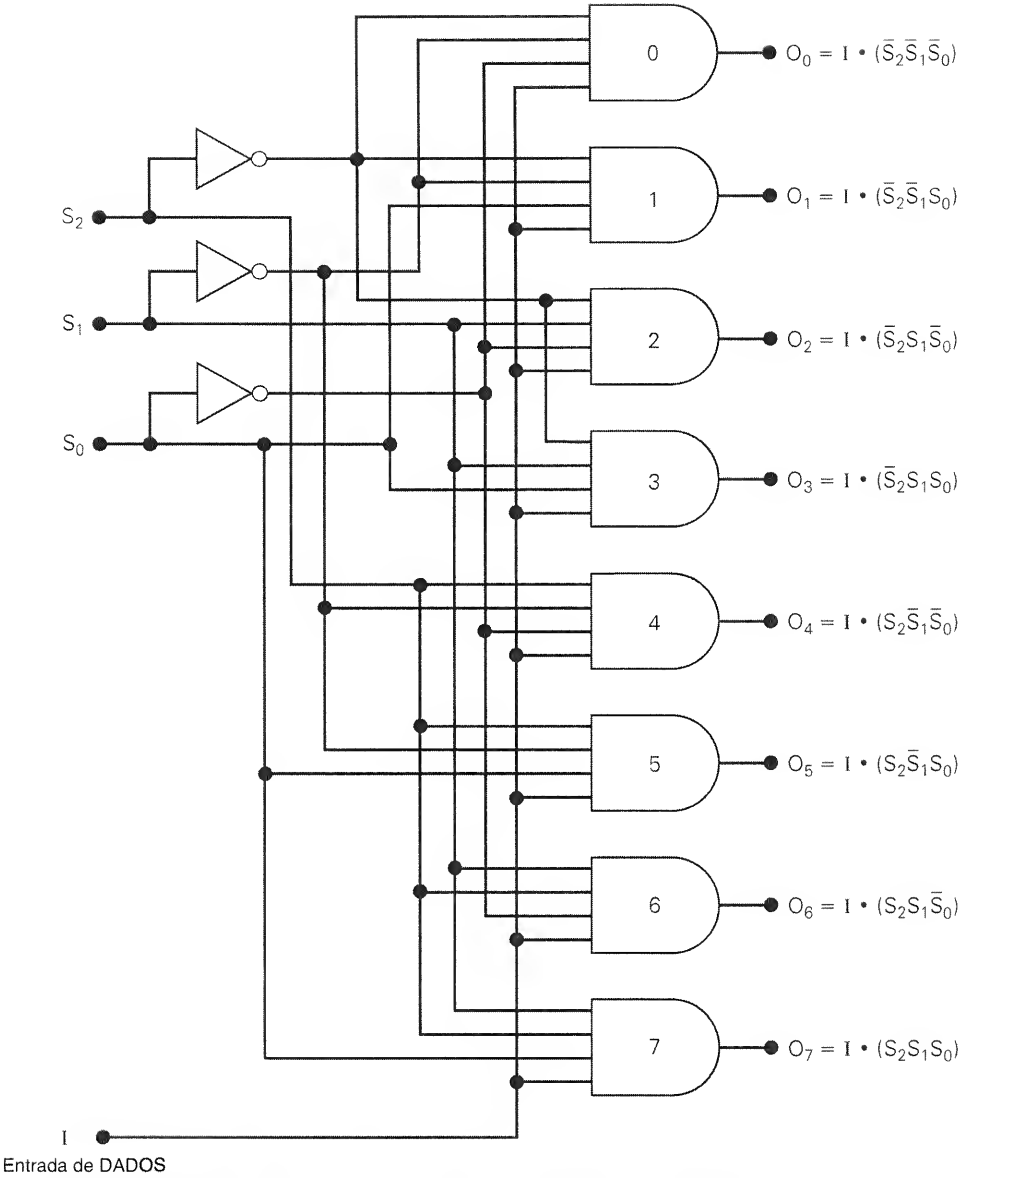 0
O₀ = I • (S̅₂S̅₁S̅₀)
1
O₁ = I • (S̅₂S̅₁S₀)
S₂
S₁
2
O₂ = I • (S̅₂S₁S̅₀)
S₀
3
O₃ = I • (S̅₂S₁S₀)
4
O₄ = I • (S₂S̅₁S̅₀)
5
O₅ = I • (S₂S̅₁S₀)
6
O₆ = I • (S₂S₁S̅₀)
7
O₇ = I • (S₂S₁S₀)
I
Entrada de DADOS